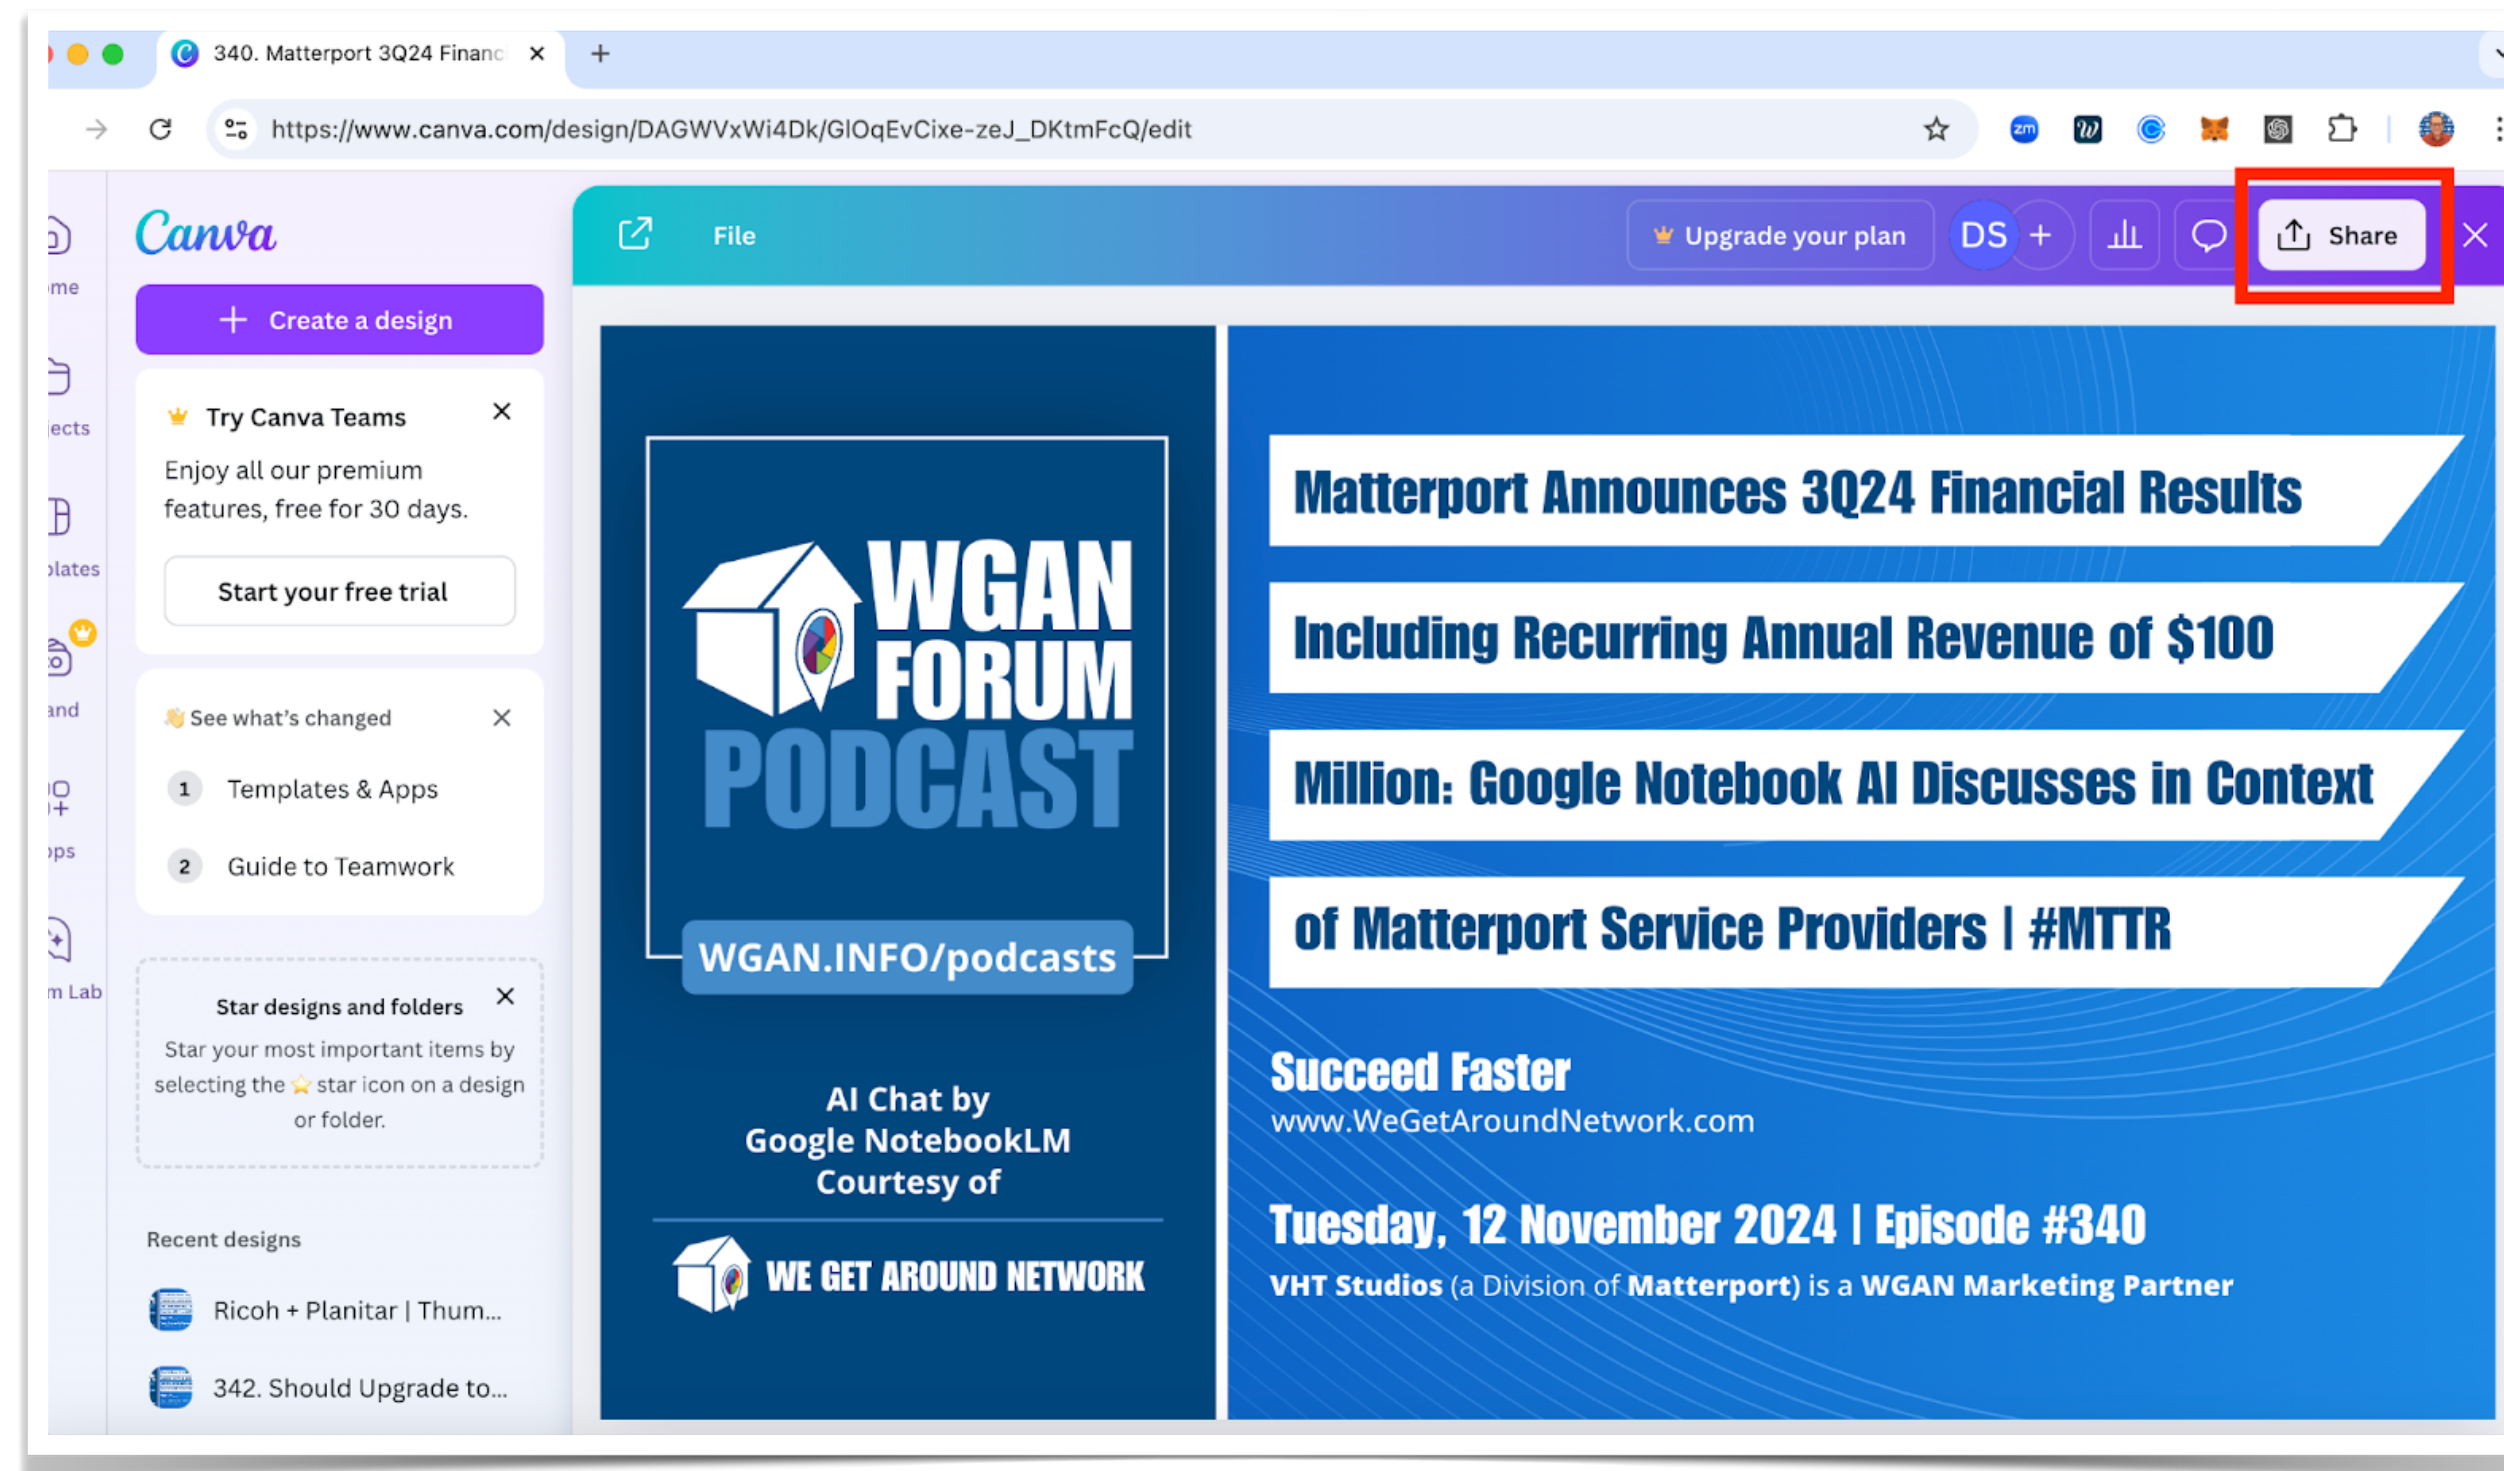 340. Matterport 3Q24 Financ
https://www.canva.com/design/DAGWVxWi4Dk/GlOqEvCixe-zeJ_DKtmFcQ/edit
zm
Canva
File
Upgrade your plan
DS
Share
me
Create a design
Try Canva Teams
Enjoy all our premium
features, free for 30 days.
Start your free trial
ects
plates
and
See what's changed
1 Templates & Apps
2 Guide to Teamwork
pps
m Lab
Star designs and folders
Star your most important items by
selecting the star icon on a design
or folder.
Recent designs
Ricoh + Planitar | Thum...
342. Should Upgrade to...
WGAN
FORUM
PODCAST
WGAN.INFO/podcasts
AI Chat by
Google NotebookLM
Courtesy of
WE GET AROUND NETWORK
Matterport Announces 3Q24 Financial Results
Including Recurring Annual Revenue of $100
Million: Google Notebook AI Discusses in Context
of Matterport Service Providers | #MTTR
Succeed Faster
www.WeGetAroundNetwork.com
Tuesday, 12 November 2024 | Episode #340
VHT Studios (a Division of Matterport) is a WGAN Marketing Partner